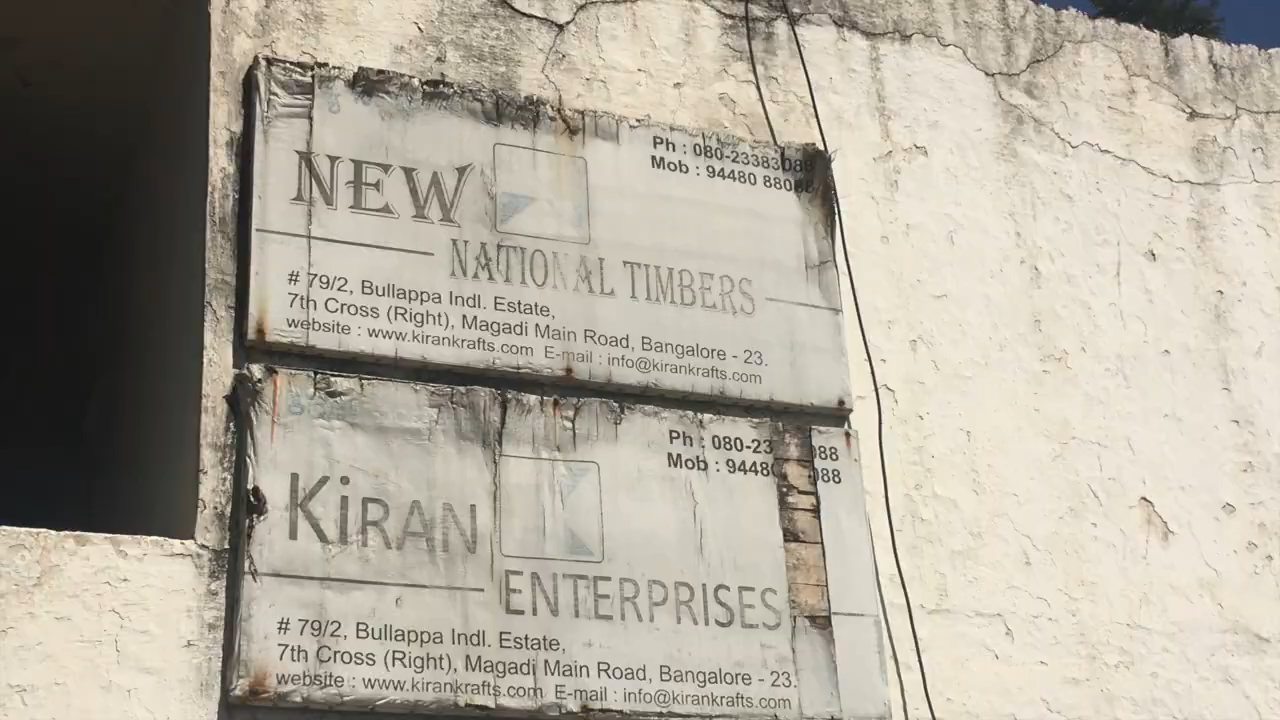 Ph : 080-23383088
Mob : 94480 88088
NEW
NATIONAL TIMBERS
# 79/2, Bullappa Indl. Estate,
7th Cross (Right), Magadi Main Road, Bangalore - 23.
website : www.kirankrafts.com E-mail : info@kirankrafts.com
Ph : 080-23 088
Mob : 9448 088
KiRAN
ENTERPRISES
# 79/2, Bullappa Indl. Estate,
7th Cross (Right), Magadi Main Road, Bangalore - 23.
website : www.kirankrafts.com E-mail : info@kirankrafts.com